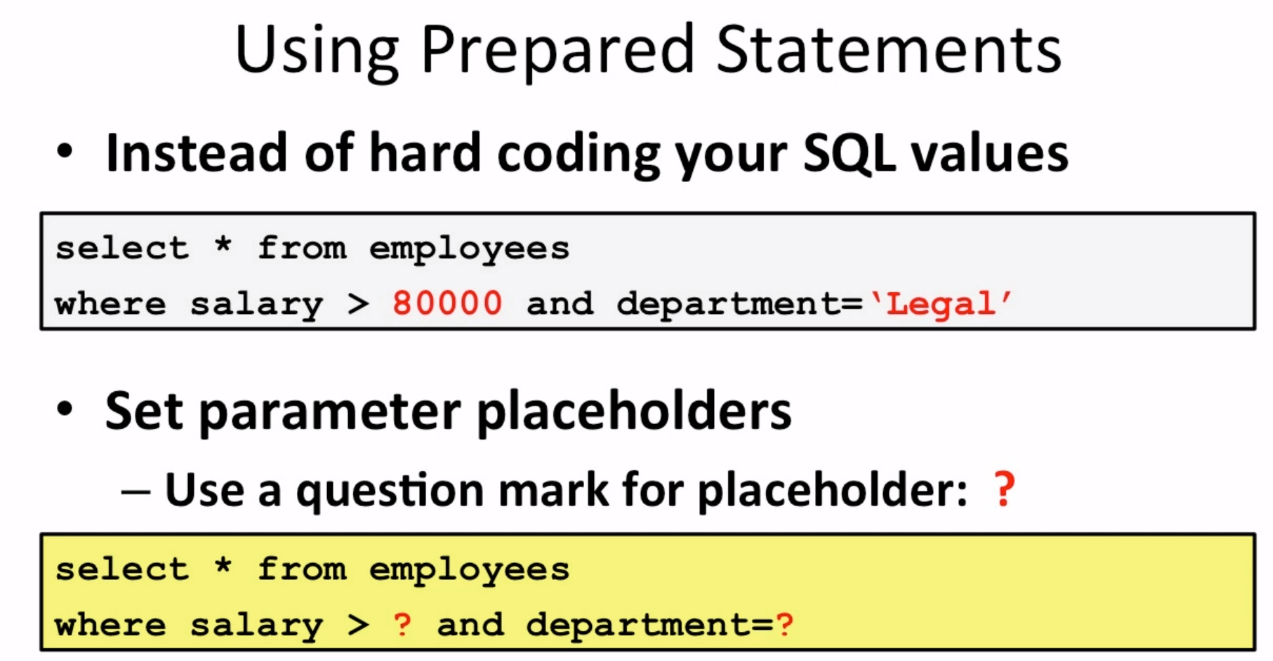 Using Prepared Statements
• Instead of hard coding your SQL values
select * from employees
where salary > 80000 and department=‛Legal’
• Set parameter placeholders
– Use a question mark for placeholder: ?
select * from employees
where salary > ? and department=?